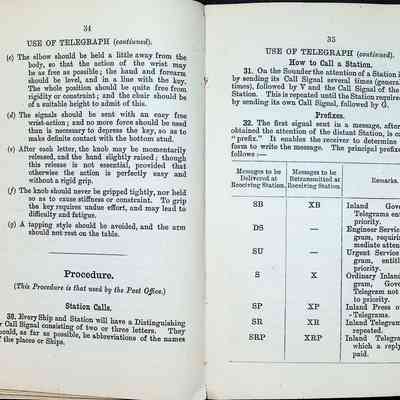 34
USE OF TELEGRAPH (continued).
(c) The elbow should be held a little away from the
body, so that the action of the wrist may
be as free as possible; the hand and forearm
should be level, and in a line with the key.
The whole position should be quite free from
rigidity or constraint; and the chair should be
of a suitable height to admit of this.
(d) The signals should be sent with an easy free
wrist-action; and no more force should be used
than is necessary to depress the key, so as to
make definite contact with the bottom stud.
(e) After each letter, the knob may be momentarily
released, and the hand slightly raised; though
this release is not essential, provided that
otherwise the action is perfectly easy and
without a rigid grip.
(f) The knob should never be gripped tightly, nor held
so as to cause stiffness or constraint. To grip
the key requires undue effort, and may lead to
difficulty and fatigue.
(g) A tapping style should be avoided, and the arm
should not rest on the table.
Procedure.
(This Procedure is that used by the Post Office.)
Station Calls.
30. Every Ship and Station will have a Distinguishing
r Call Signal consisting of two or three letters. They
hould, as far as possible, be abbreviations of the names
f the places or Ships.
35
USE OF TELEGRAPH (continued).
How to Call a Station.
31. On the Sounder the attention of a Station i
by sending its Call Signal several times (genera
times), followed by V and the Call Signal of the
Station. This is repeated until the Station require
by sending its own Call Signal, followed by G.
Prefixes.
32. The first signal sent in a message, after
obtained the attention of the distant Station, is c
"prefix". It enables the receiver to determine
form to write the message. The principal prefixe
follows :—
Messages to be Delivered at Receiving Station.
Messages to be Retransmitted at Receiving Station.
Remarks.
SB XB Inland Gove
Telegrams ent
priority.
DS — Engineer Servic
gram, requirin
mediate atten
SU — Urgent Service
gram, entitl
priority.
S X Ordinary Inla
gram, Gove
Telegram not
to priority.
SP XP Inland Press o
Telegrams.
SR XR Inland Telegram
repeated.
SRP XRP Inland Telegr
which a reply
paid.